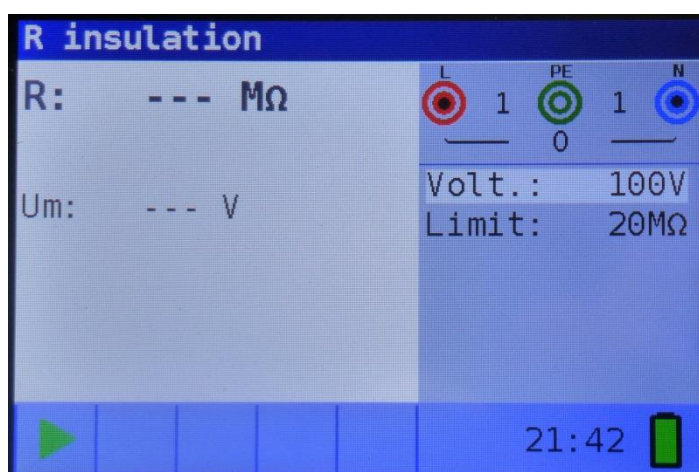 R insulation
R: --- MΩ
L PE N
1 1
0
Um: --- V
Volt.: 100V
Limit: 20MΩ
21:42